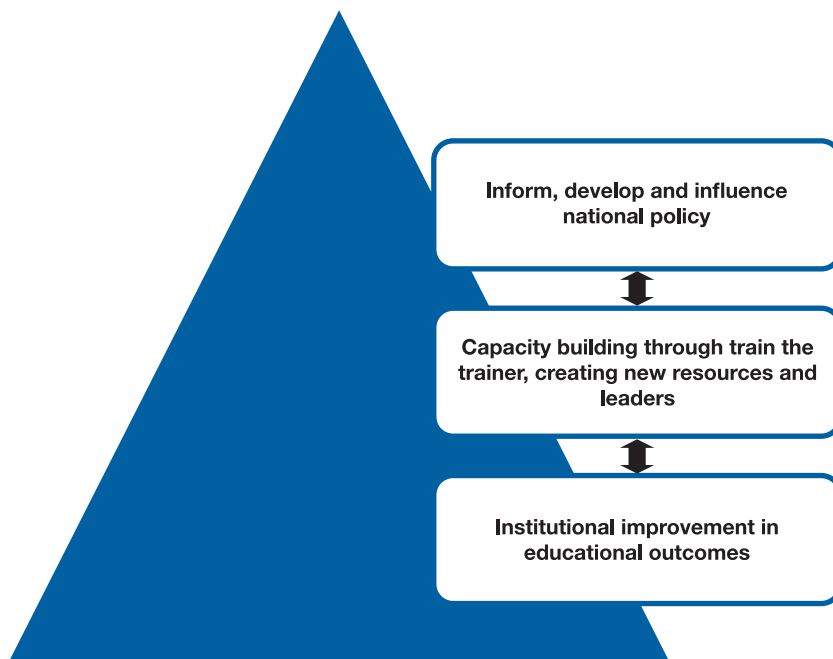 Inform, develop and influence
national policy
Capacity building through train the
trainer, creating new resources and
leaders
Institutional improvement in
educational outcomes